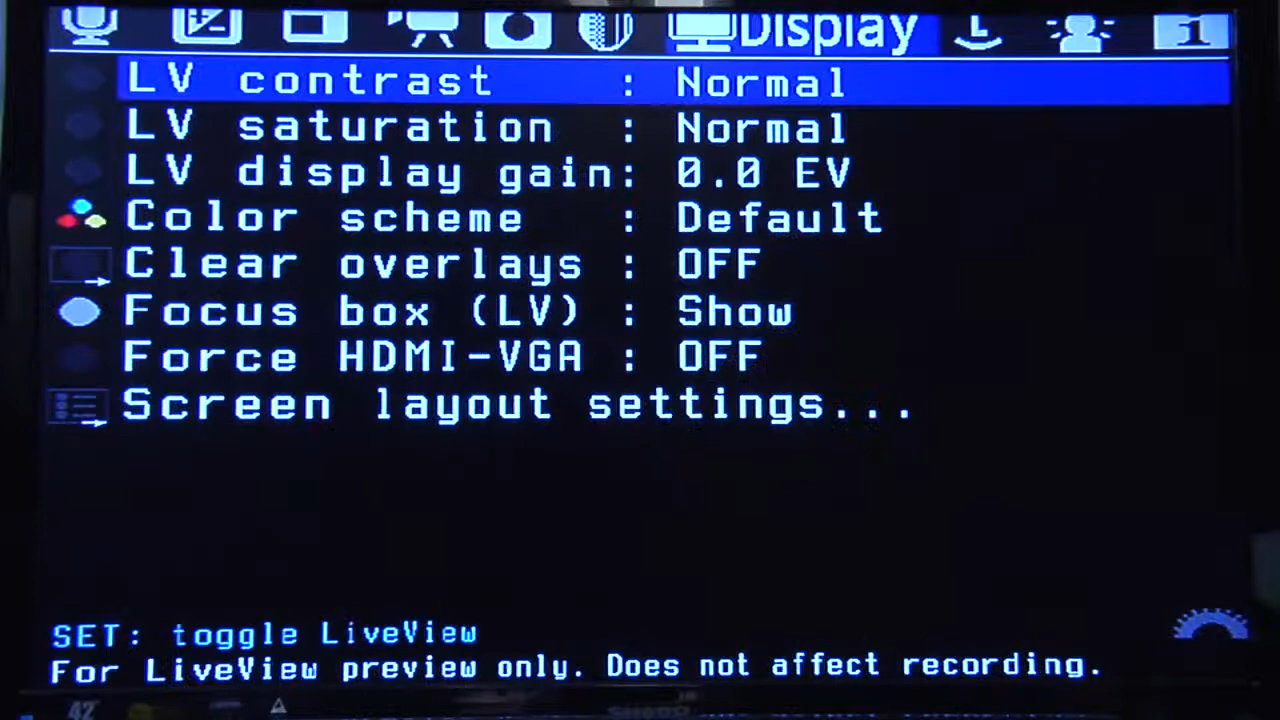 Display
1
LV contrast : Normal
LV saturation : Normal
LV display gain: 0.0 EV
Color scheme : Default
Clear overlays : OFF
Focus box (LV) : Show
Force HDMI-VGA : OFF
Screen layout settings...
SET: toggle LiveView
For LiveView preview only. Does not affect recording.
42